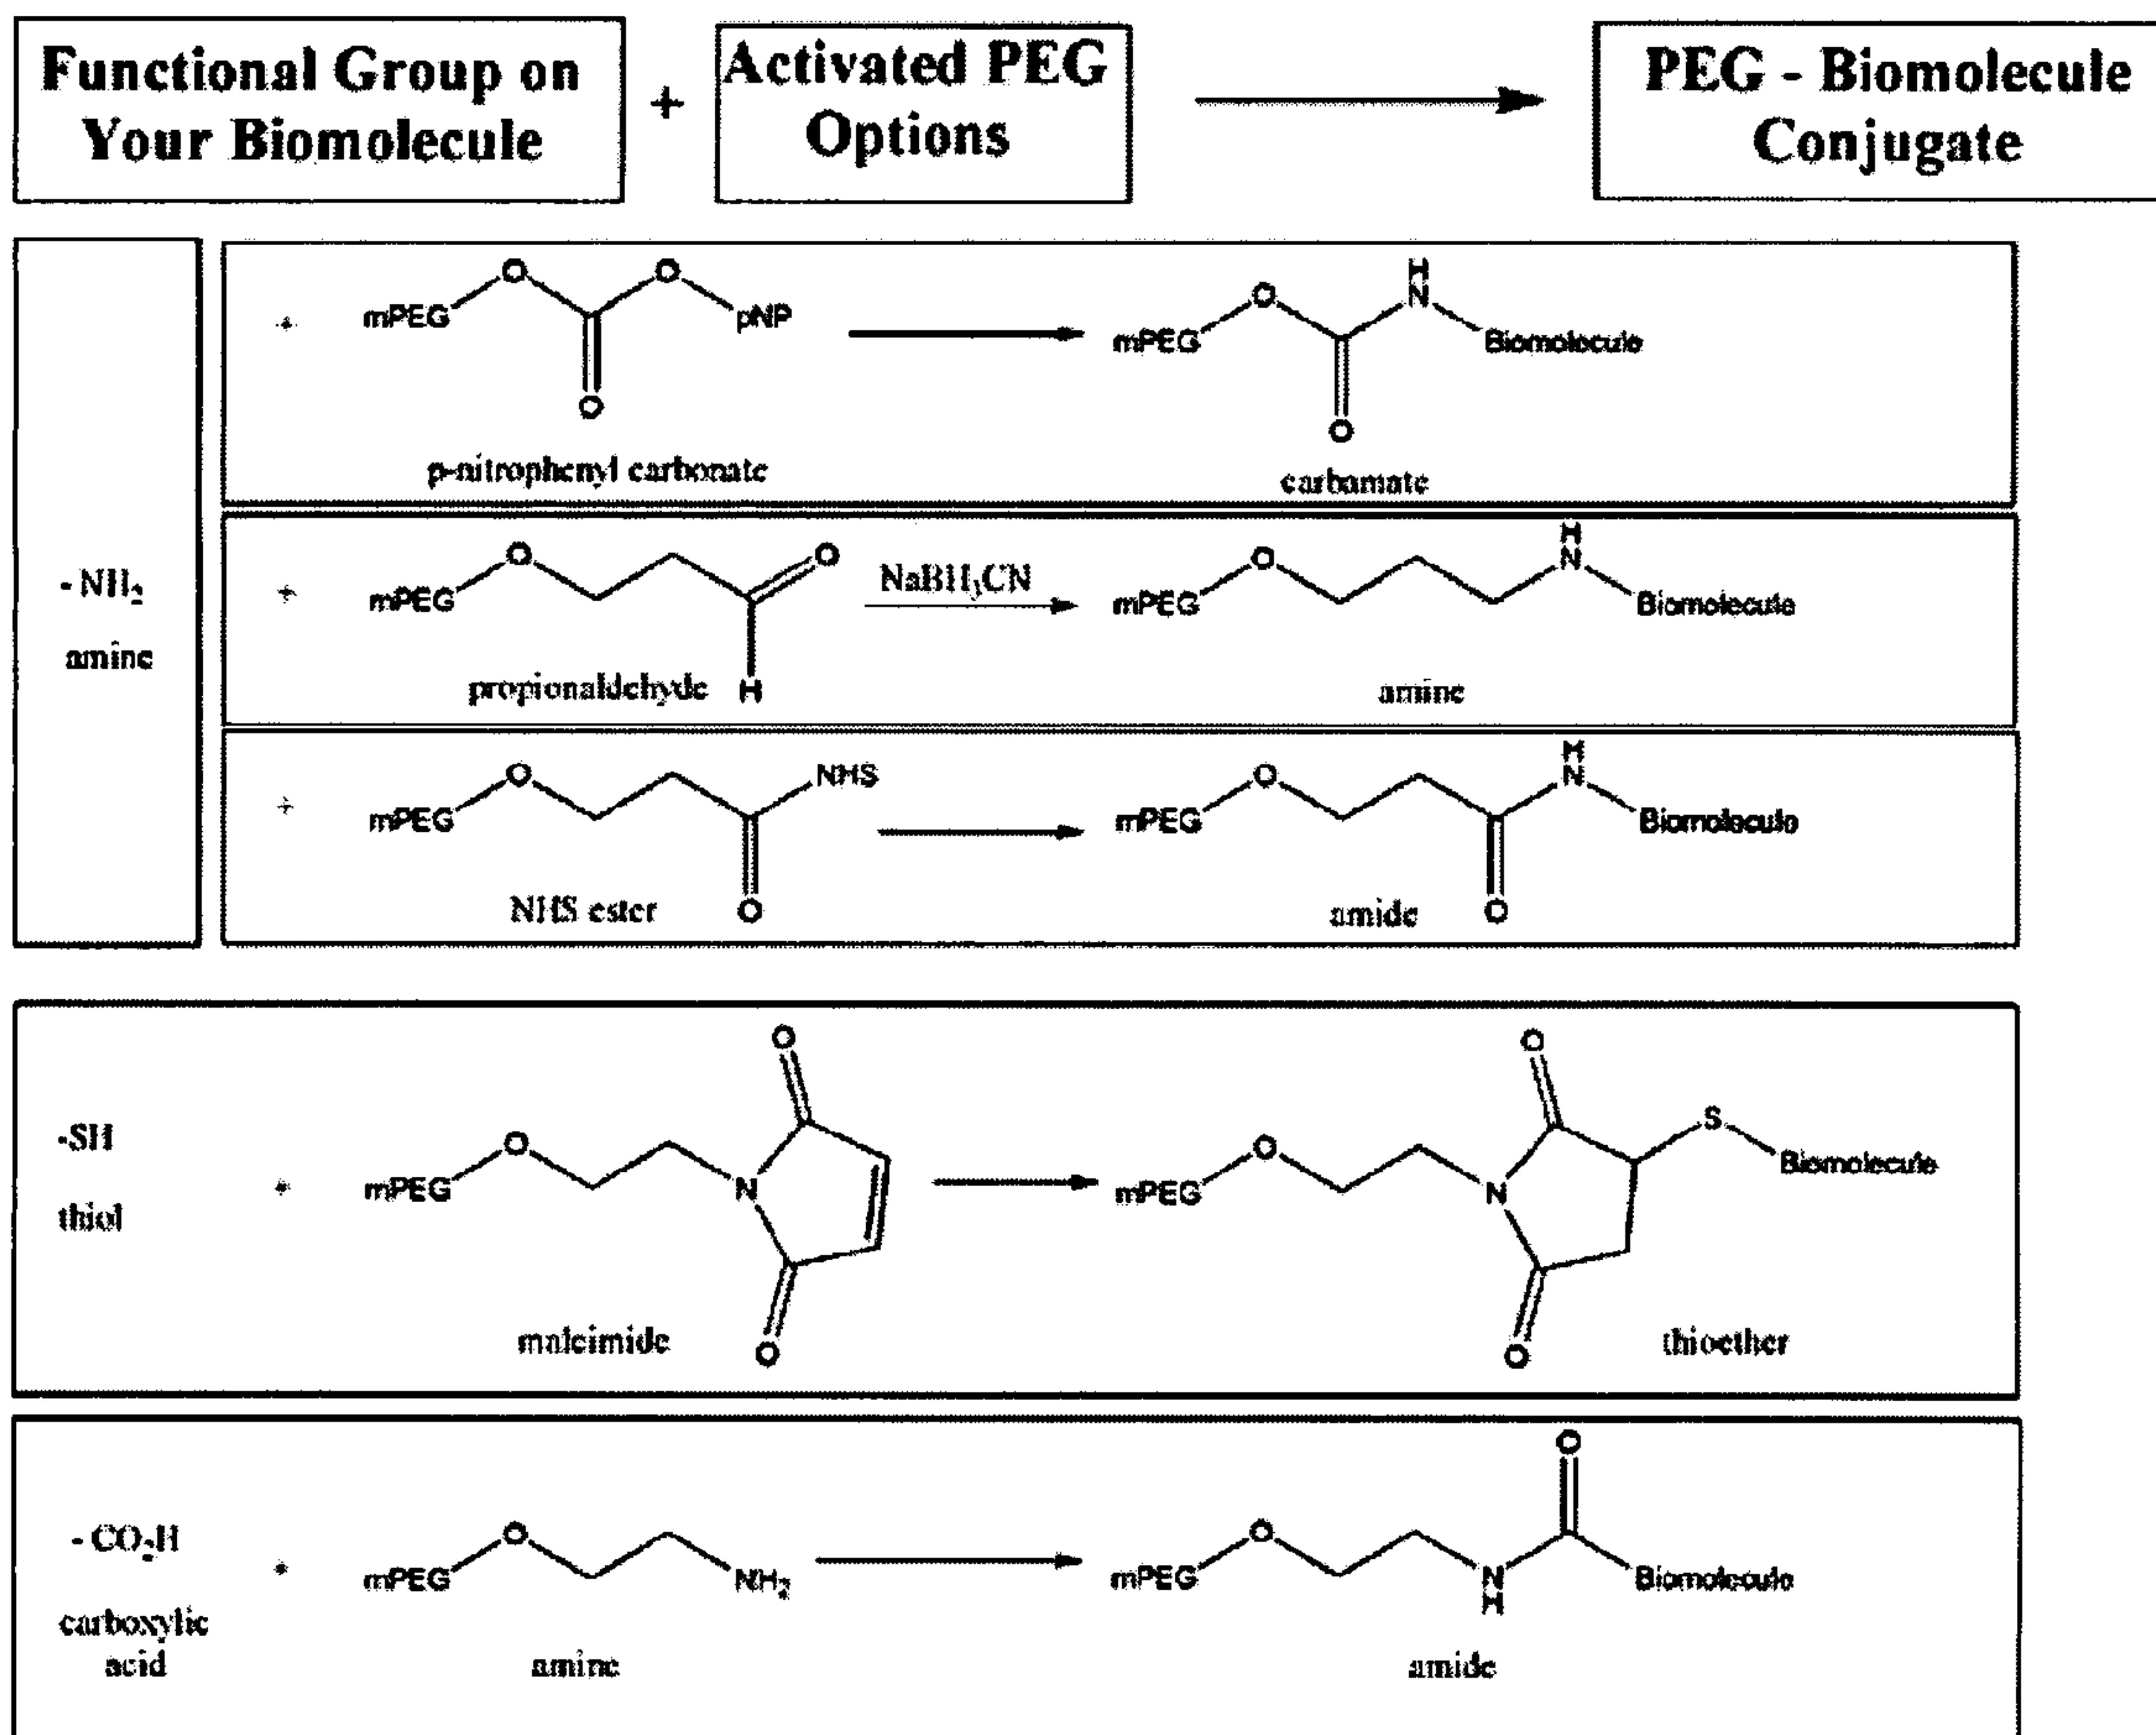 Functional Group on
Your Biomolecule
+
Activated PEG
Options
PEG - Biomolecule
Conjugate
- NH₂
amine
+
mPEG
O
O
pNP
O
p-nitrophenyl carbonate
mPEG
O
H
N
Biomolecule
O
carbamate
+
mPEG
O
O
H
propionaldehyde
NaBH₃CN
mPEG
O
H
N
Biomolecule
amine
+
mPEG
O
NHS
O
NHS ester
mPEG
O
H
N
Biomolecule
O
amide
-SH
thiol
+
mPEG
O
N
O
O
maleimide
mPEG
O
N
O
O
S
Biomolecule
thioether
- CO₂H
carboxylic
acid
+
mPEG
O
NH₂
amine
mPEG
O
N
H
O
Biomolecule
amide